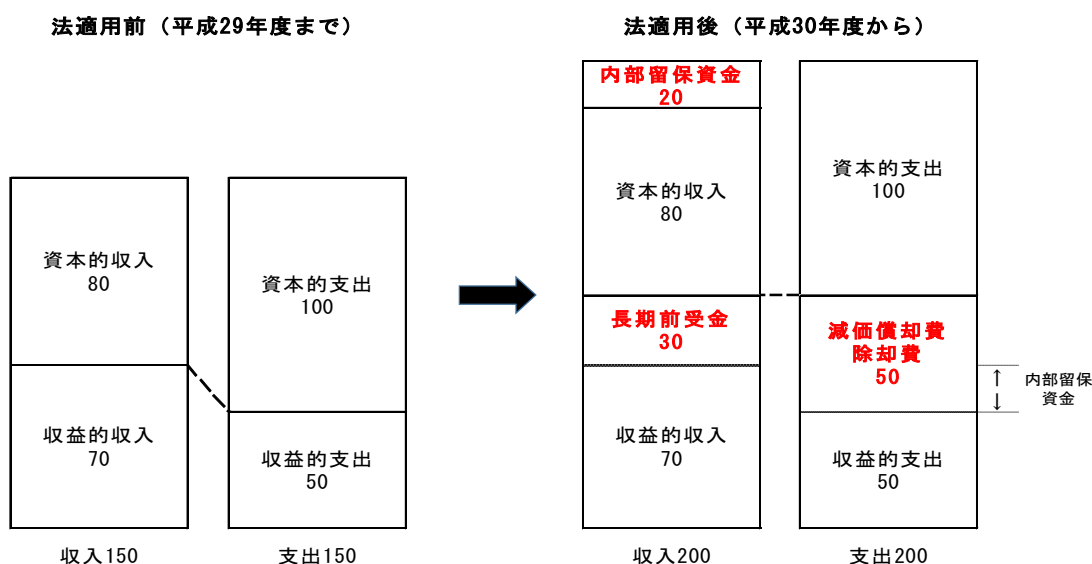 法適用前（平成29年度まで）
資本的収入
80
収益的収入
70
収入150
資本的支出
100
収益的支出
50
支出150
法適用後（平成30年度から）
内部留保資金
20
資本的収入
80
長期前受金
30
収益的収入
70
収入200
資本的支出
100
減価償却費
除却費
50
収益的支出
50
支出200
↑
↓
内部留保
資金